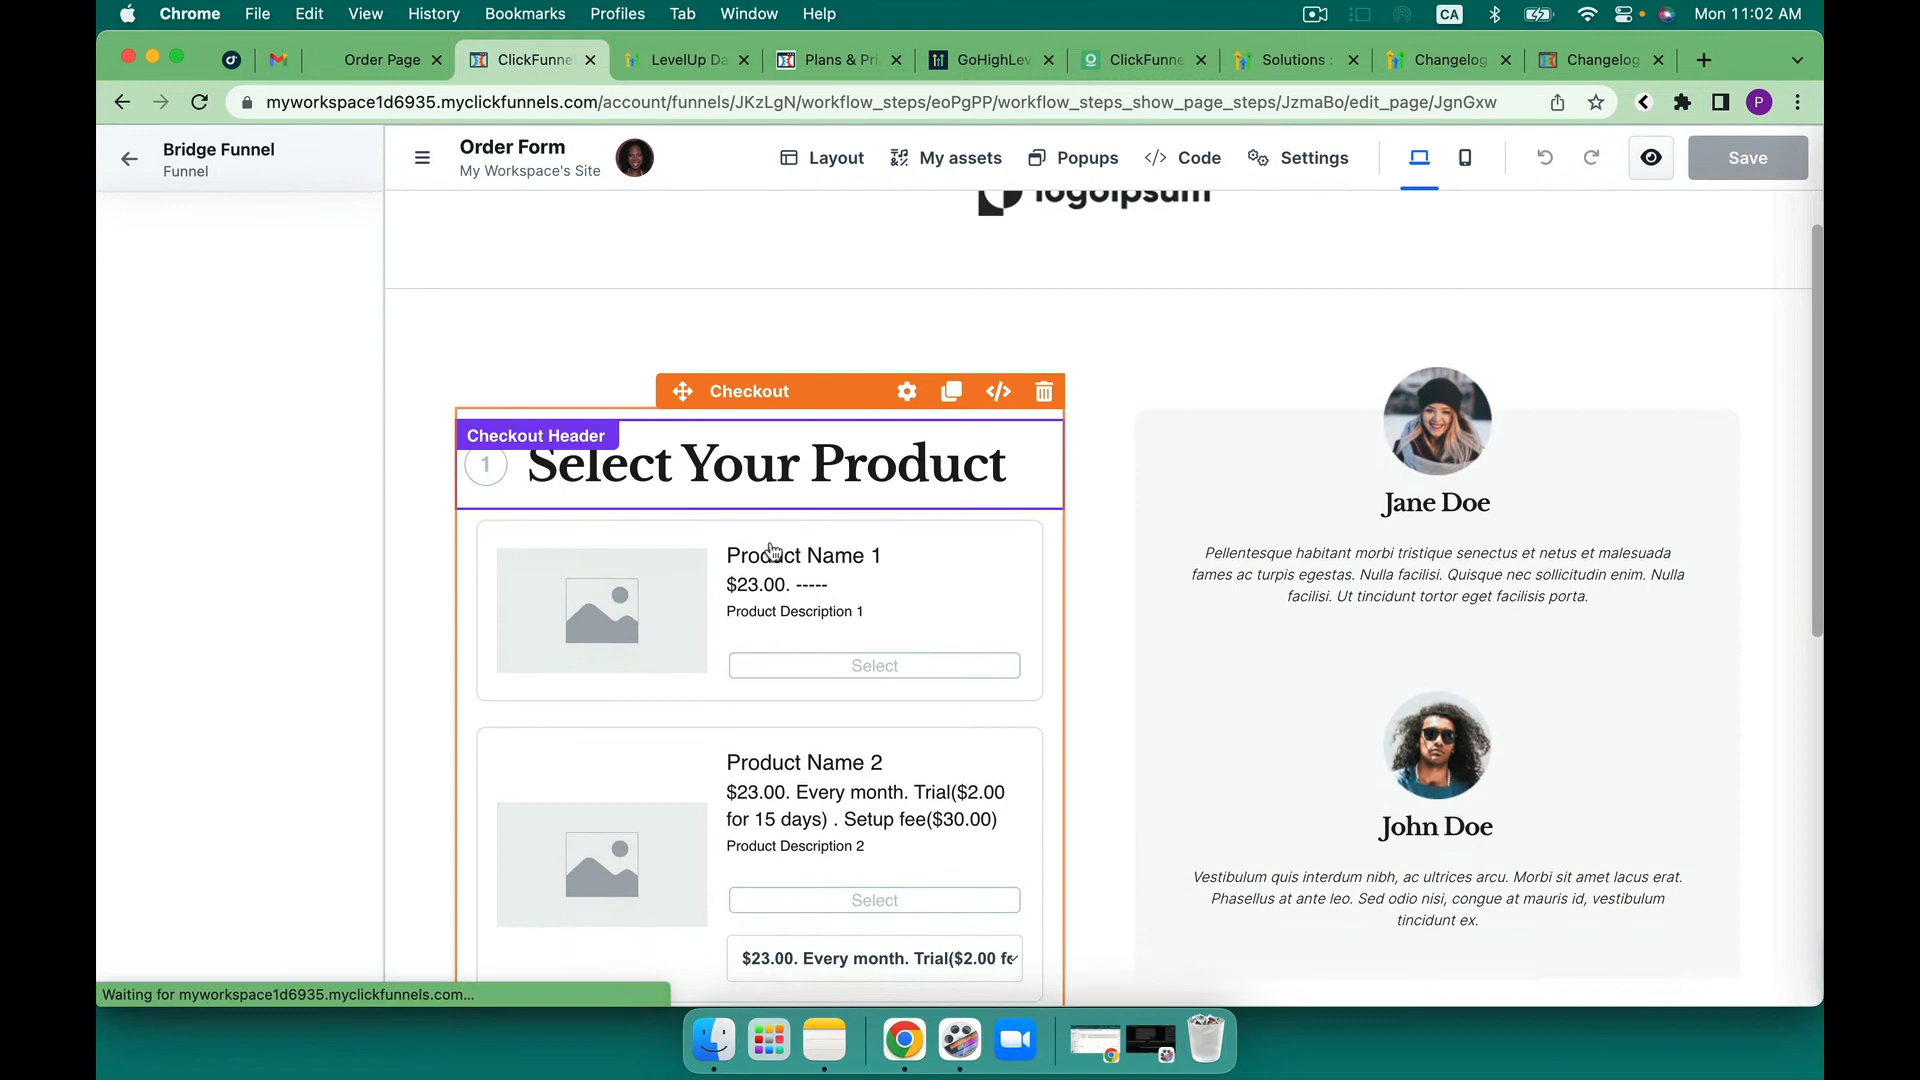 Chrome File Edit View History Bookmarks Profiles Tab Window Help CA Mon 11:02 AM
Order Page ClickFunne LevelUp Da Plans & Pri GoHighLev ClickFunne Solutions : Changelog Changelog
myworkspace1d6935.myclickfunnels.com/account/funnels/JKzLgN/workflow_steps/eoPgPP/workflow_steps_show_page_steps/JzmaBo/edit_page/JgnGxw P
Bridge Funnel
Funnel
Order Form
My Workspace's Site
Layout My assets Popups Code Settings Save
logoipsum
Checkout
Checkout Header
1 Select Your Product
Product Name 1
$23.00. -----
Product Description 1
Select
Product Name 2
$23.00. Every month. Trial($2.00
for 15 days) . Setup fee($30.00)
Product Description 2
Select
$23.00. Every month. Trial($2.00 fo
Jane Doe
Pellentesque habitant morbi tristique senectus et netus et malesuada
fames ac turpis egestas. Nulla facilisi. Quisque nec sollicitudin enim. Nulla
facilisi. Ut tincidunt tortor eget facilisis porta.
John Doe
Vestibulum quis interdum nibh, ac ultrices arcu. Morbi sit amet lacus erat.
Phasellus at ante leo. Sed odio nisi, congue at mauris id, vestibulum
tincidunt ex.
Waiting for myworkspace1d6935.myclickfunnels.com...